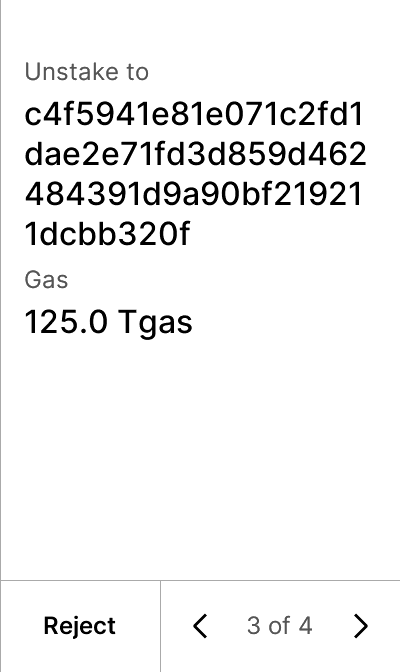 Unstake to
c4f5941e81e071c2fd1
dae2e71fd3d859d462
484391d9a90bf21921
1dcbb320f
Gas
125.0 Tgas
Reject
3 of 4